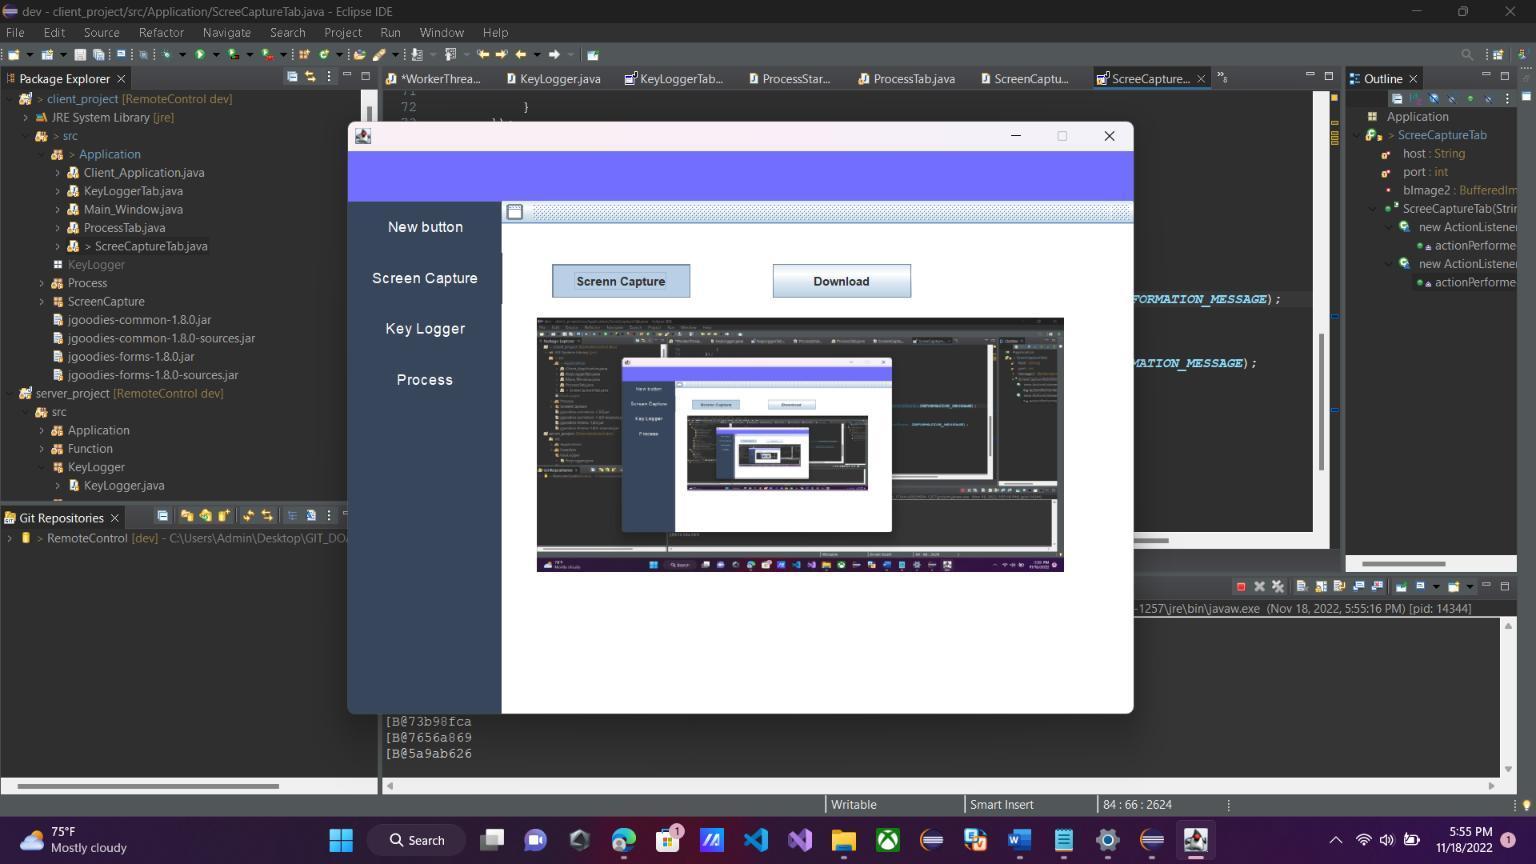 dev - client_project/src/Application/ScreeCaptureTab.java - Eclipse IDE
File Edit Source Refactor Navigate Search Project Run Window Help
Package Explorer
*WorkerThrea... KeyLogger.java KeyLoggerTab... ProcessStar... ProcessTab.java ScreenCaptu... ScreeCapture... »8
Outline
> client_project [RemoteControl dev]
JRE System Library [jre]
> src
> Application
Client_Application.java
KeyLoggerTab.java
Main_Window.java
ProcessTab.java
> ScreeCaptureTab.java
KeyLogger
Process
ScreenCapture
jgoodies-common-1.8.0.jar
jgoodies-common-1.8.0-sources.jar
jgoodies-forms-1.8.0.jar
jgoodies-forms-1.8.0-sources.jar
server_project [RemoteControl dev]
src
Application
Function
KeyLogger
KeyLogger.java
72 }
New button
Screen Capture
Key Logger
Process
Screnn Capture
Download
FORMATION_MESSAGE);
MATION_MESSAGE);
Application
> ScreeCaptureTab
host : String
port : int
bImage2 : BufferedIm
ScreeCaptureTab(Strin
new ActionListener
actionPerforme
new ActionListener
actionPerforme
Git Repositories
> RemoteControl [dev] - C:\Users\Admin\Desktop\GIT_DOA
-1257\jre\bin\javaw.exe (Nov 18, 2022, 5:55:16 PM) [pid: 14344]
[B@73b98fca
[B@7656a869
[B@5a9ab626
Writable
Smart Insert
84 : 66 : 2624
75°F
Mostly cloudy
Search
1
5:55 PM
11/18/2022
1